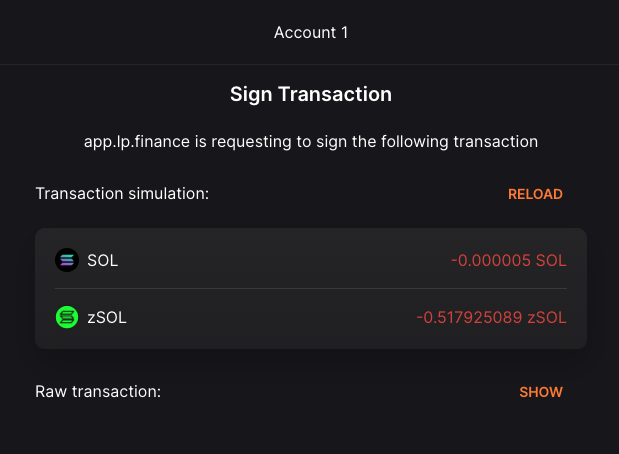 Account 1
Sign Transaction
app.lp.finance is requesting to sign the following transaction
Transaction simulation: RELOAD
SOL -0.000005 SOL
zSOL -0.517925089 zSOL
Raw transaction: SHOW